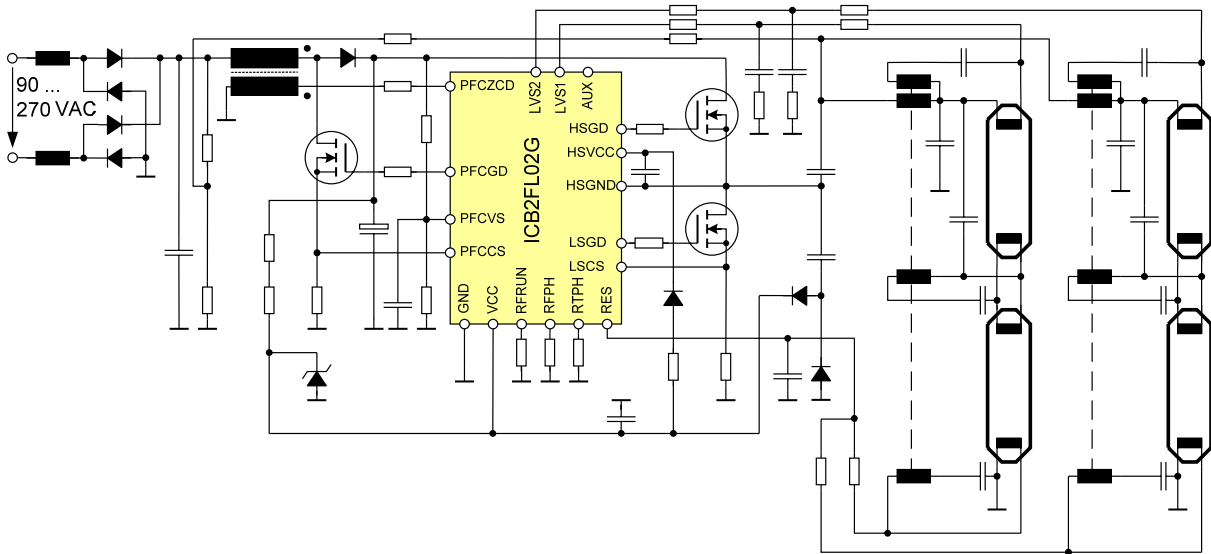 90 ...
270 VAC
PFCZCD
PFCGD
PFCVS
PFCCS
LVS2
LVS1
AUX
HSGD
HSVCC
HSGND
LSGD
LSCS
ICB2FL02G
GND
VCC
RFRUN
RFPH
RTPH
RES